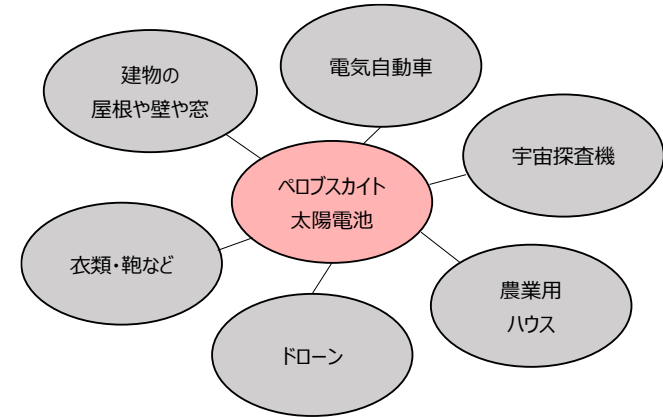 建物の
屋根や壁や窓
電気自動車
宇宙探査機
ペロブスカイト
太陽電池
衣類・鞄など
農業用
ハウス
ドローン